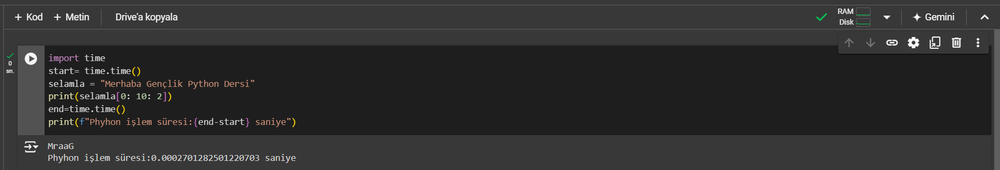 + Kod + Metin Drive'a kopyala
RAM
Disk
Gemini
0
sn.
import time
start= time.time()
selamla = "Merhaba Gençlik Python Dersi"
print(selamla[0: 10: 2])
end=time.time()
print(f"Phyhon işlem süresi:{end-start} saniye")
MraaG
Phyhon işlem süresi:0.0002701282501220703 saniye